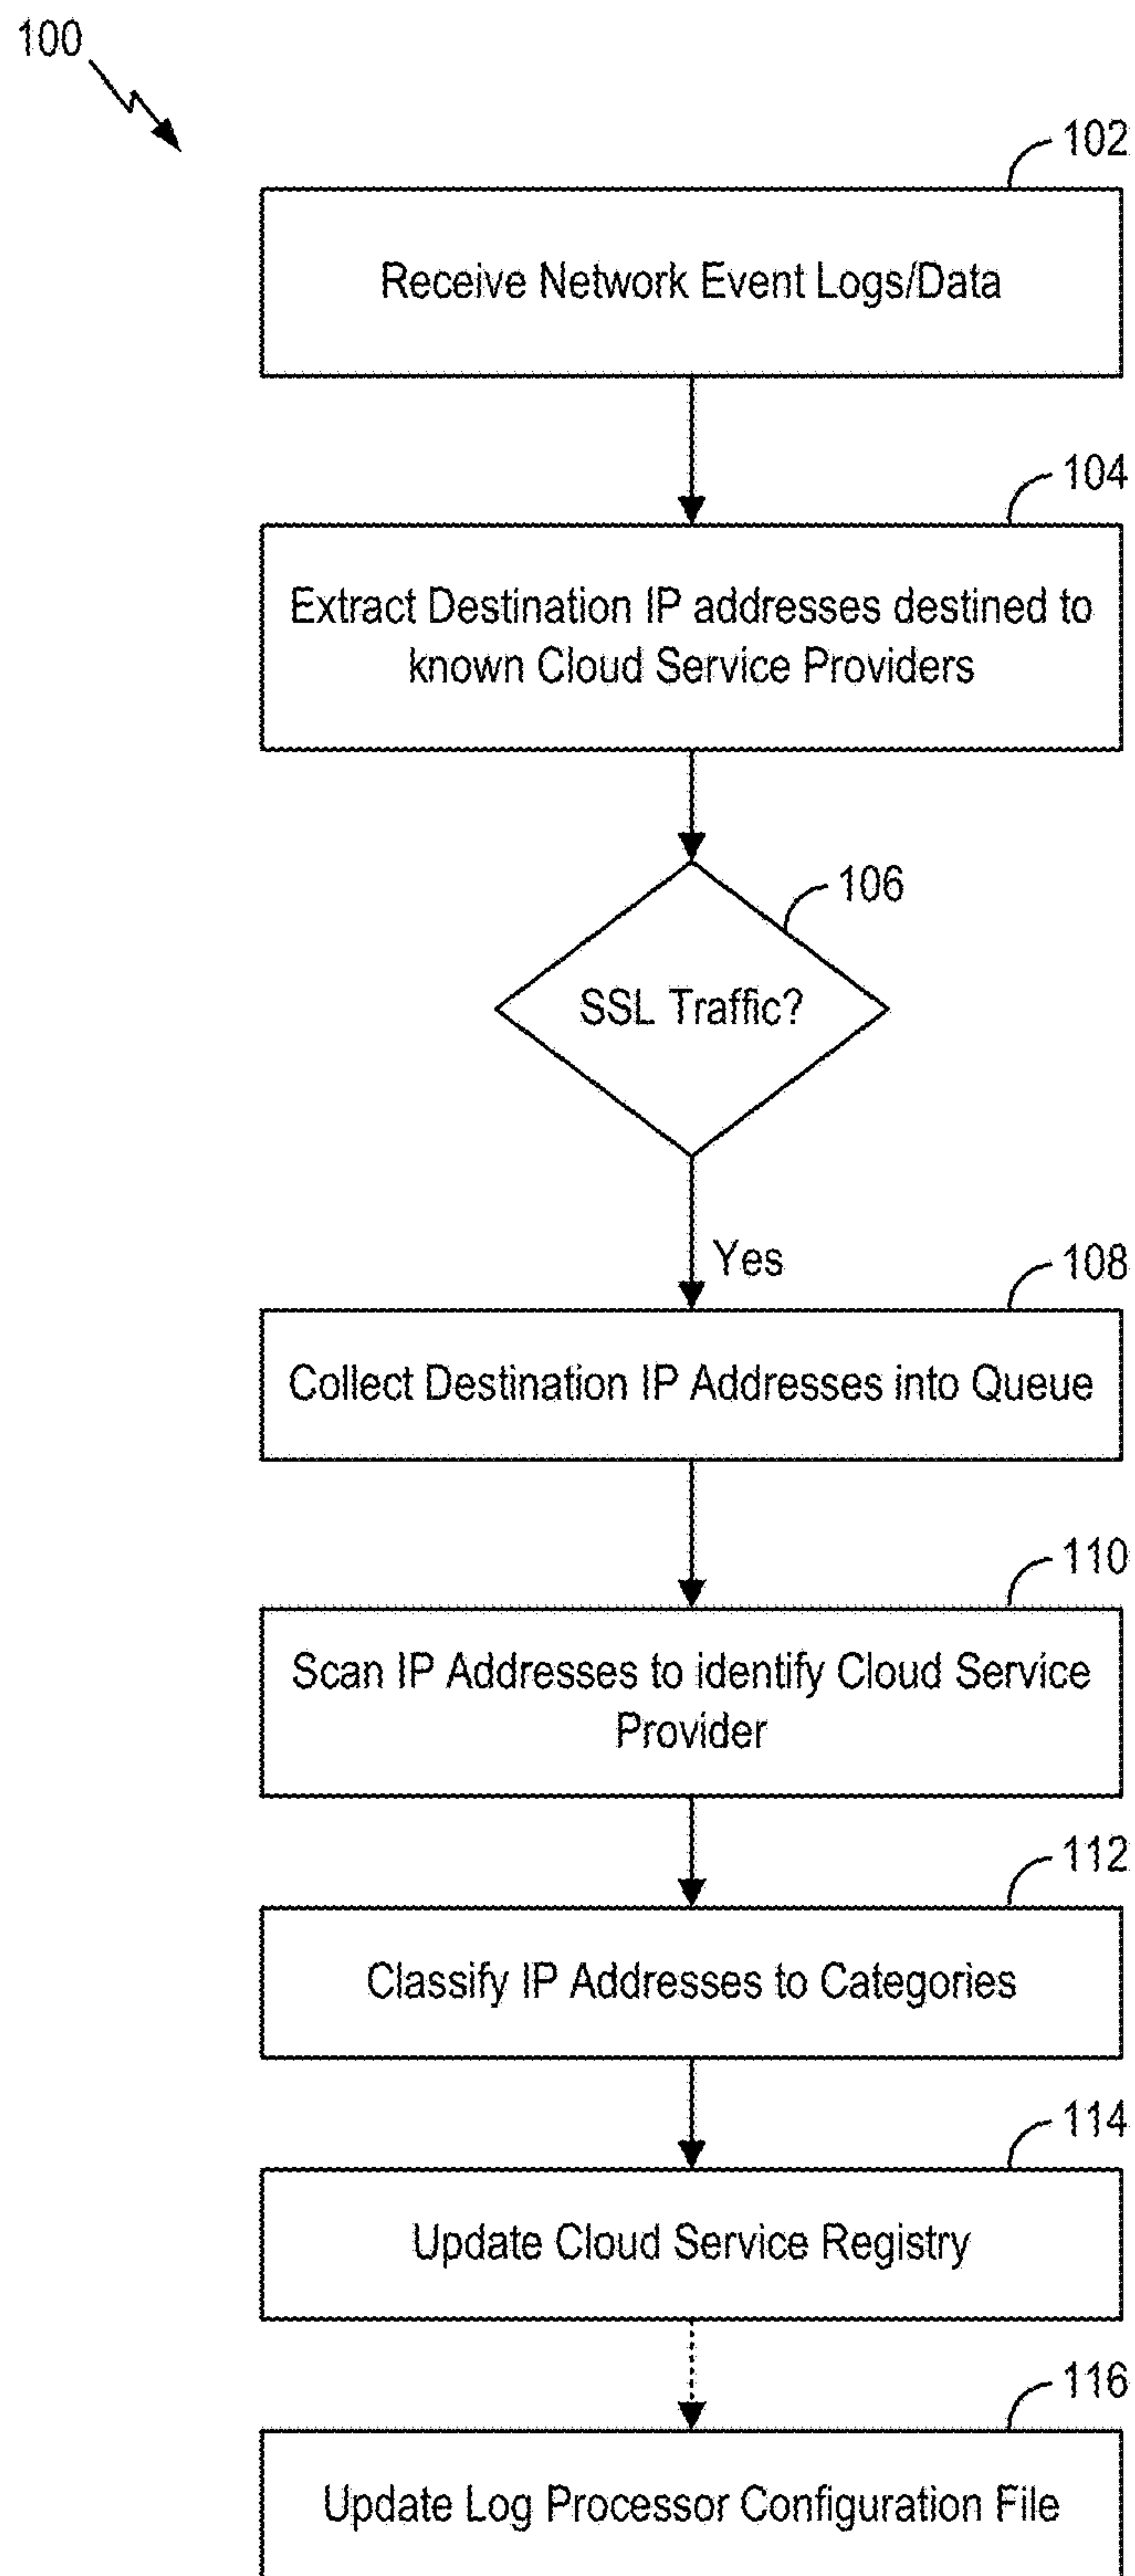 100
102
Receive Network Event Logs/Data
104
Extract Destination IP addresses destined to
known Cloud Service Providers
106
SSL Traffic?
Yes
108
Collect Destination IP Addresses into Queue
110
Scan IP Addresses to identify Cloud Service
Provider
112
Classify IP Addresses to Categories
114
Update Cloud Service Registry
116
Update Log Processor Configuration File